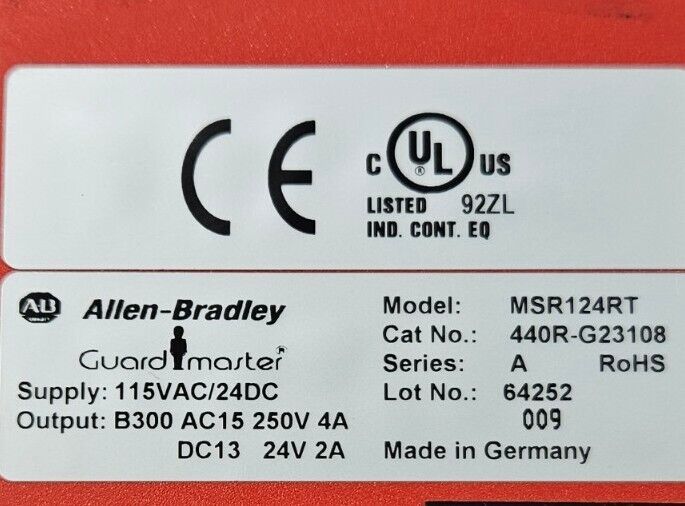 CE
C UL® US
LISTED 92ZL
IND. CONT. EQ
AB Allen-Bradley
Guardmaster®
Supply: 115VAC/24DC
Output: B300 AC15 250V 4A
DC13 24V 2A
Model: MSR124RT
Cat No.: 440R-G23108
Series: A RoHS
Lot No.: 64252
009
Made in Germany